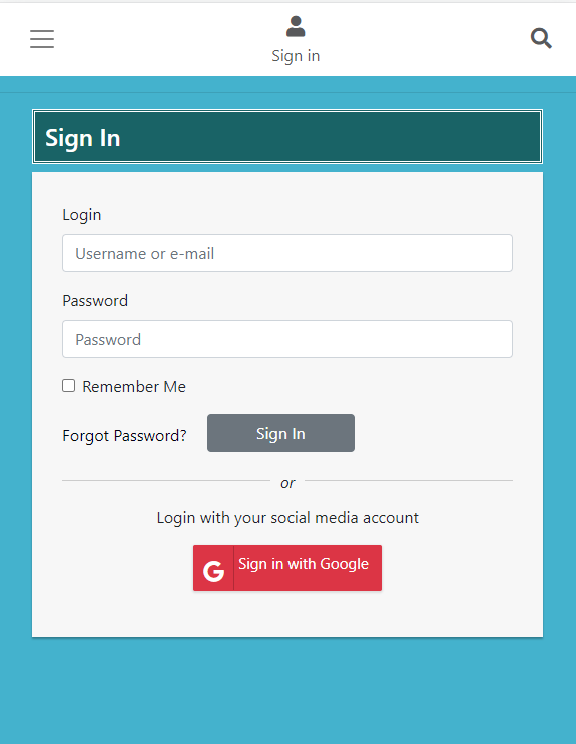 Sign in
Sign In
Login
Username or e-mail
Password
Password
Remember Me
Forgot Password? Sign In
or
Login with your social media account
G Sign in with Google